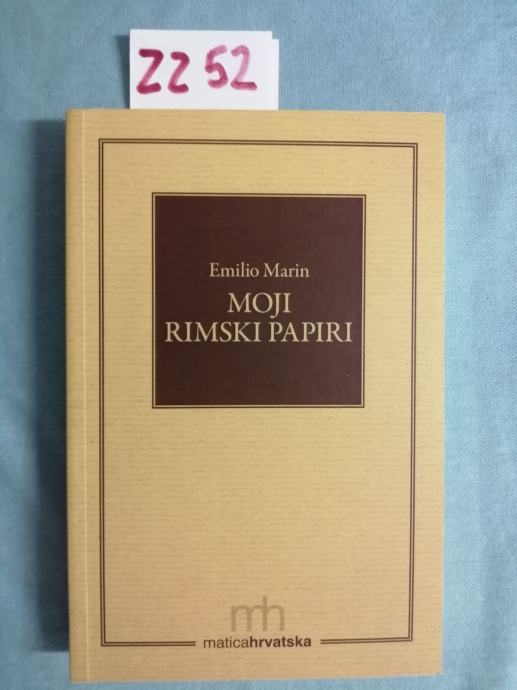 ZZ 52
Emilio Marin
MOJI
RIMSKI PAPIRI
mh
maticahrvatska